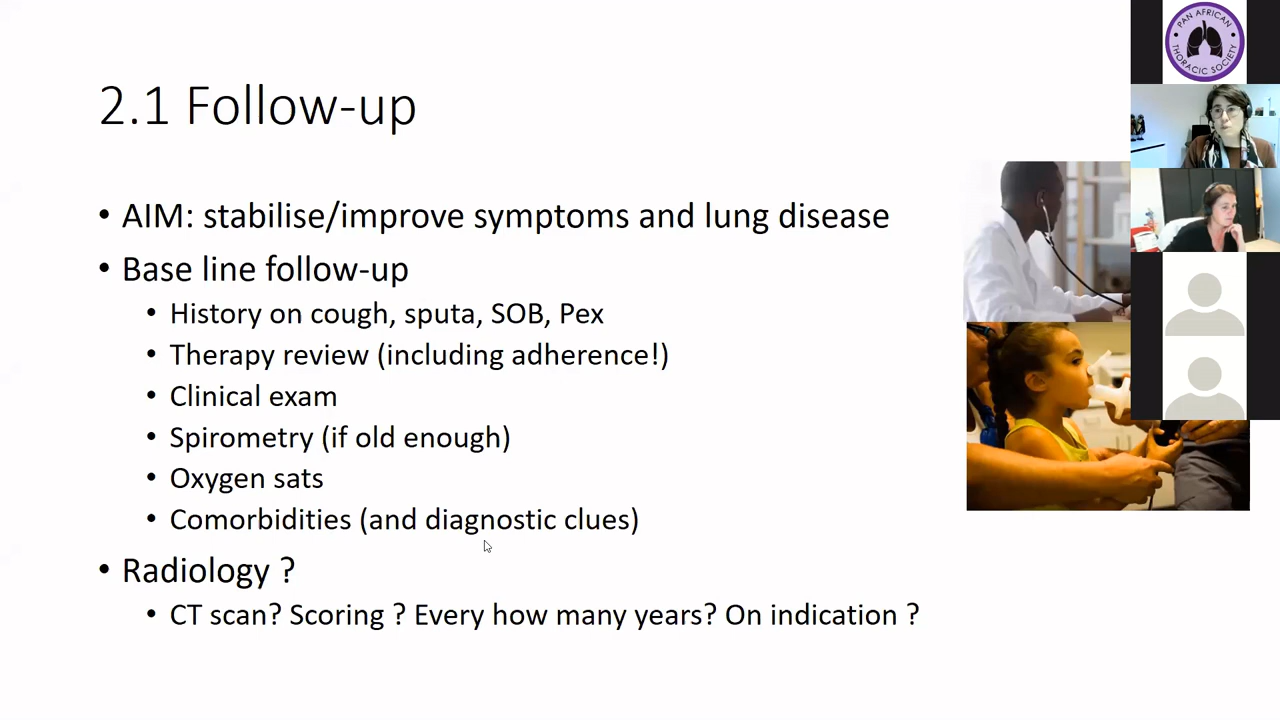 2.1 Follow-up
• AIM: stabilise/improve symptoms and lung disease
• Base line follow-up
• History on cough, sputa, SOB, Pex
• Therapy review (including adherence!)
• Clinical exam
• Spirometry (if old enough)
• Oxygen sats
• Comorbidities (and diagnostic clues)
• Radiology ?
• CT scan? Scoring ? Every how many years? On indication ?
PAN AFRICAN
THORACIC SOCIETY